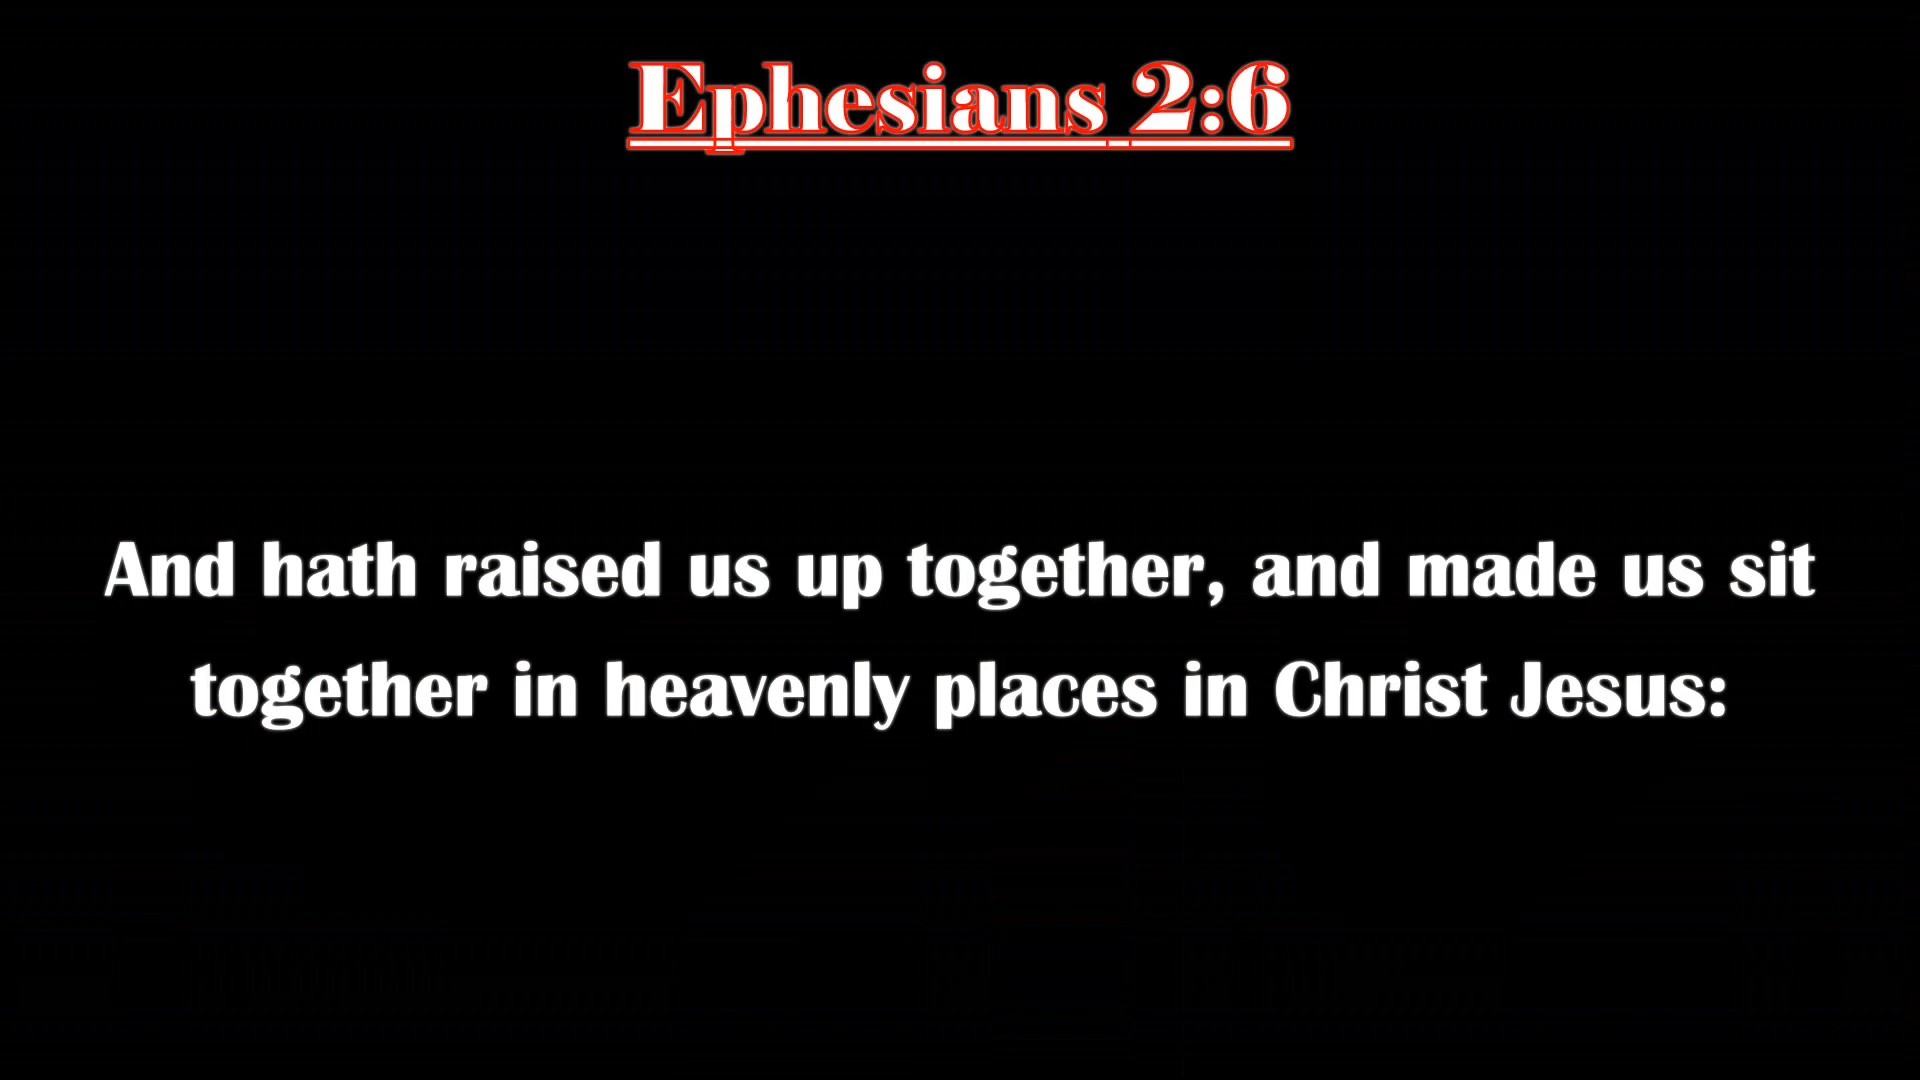 Ephesians 2:6
And hath raised us up together, and made us sit
together in heavenly places in Christ Jesus: